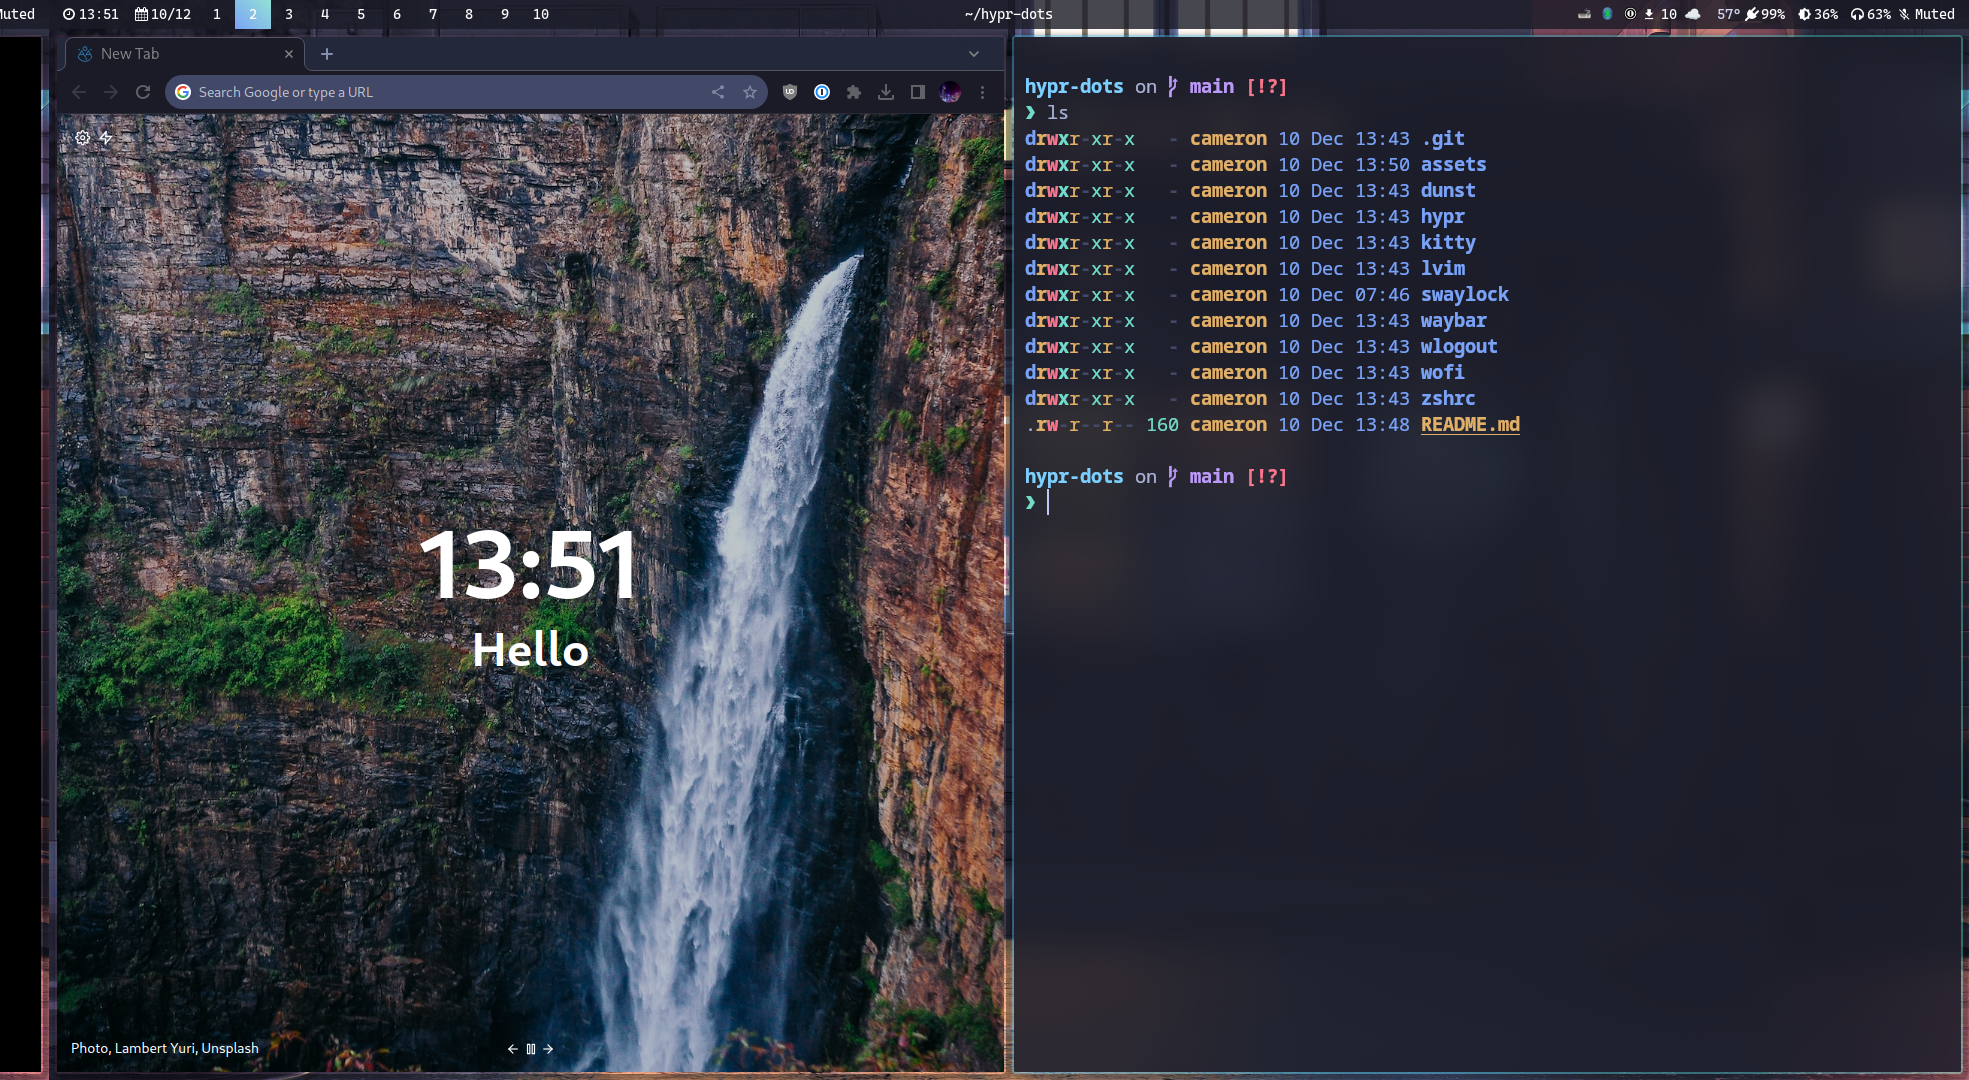 Muted
13:51 10/12 1 2 3 4 5 6 7 8 9 10
~/hypr-dots
10 57° 99% 36% 63% Muted
New Tab
Search Google or type a URL
13:51
Hello
Photo, Lambert Yuri, Unsplash
hypr-dots on main [!?]
❯ ls
drwxr-xr-x - cameron 10 Dec 13:43 .git
drwxr-xr-x - cameron 10 Dec 13:50 assets
drwxr-xr-x - cameron 10 Dec 13:43 dunst
drwxr-xr-x - cameron 10 Dec 13:43 hypr
drwxr-xr-x - cameron 10 Dec 13:43 kitty
drwxr-xr-x - cameron 10 Dec 13:43 lvim
drwxr-xr-x - cameron 10 Dec 07:46 swaylock
drwxr-xr-x - cameron 10 Dec 13:43 waybar
drwxr-xr-x - cameron 10 Dec 13:43 wlogout
drwxr-xr-x - cameron 10 Dec 13:43 wofi
drwxr-xr-x - cameron 10 Dec 13:43 zshrc
.rw-r--r-- 160 cameron 10 Dec 13:48 README.md
hypr-dots on main [!?]
❯